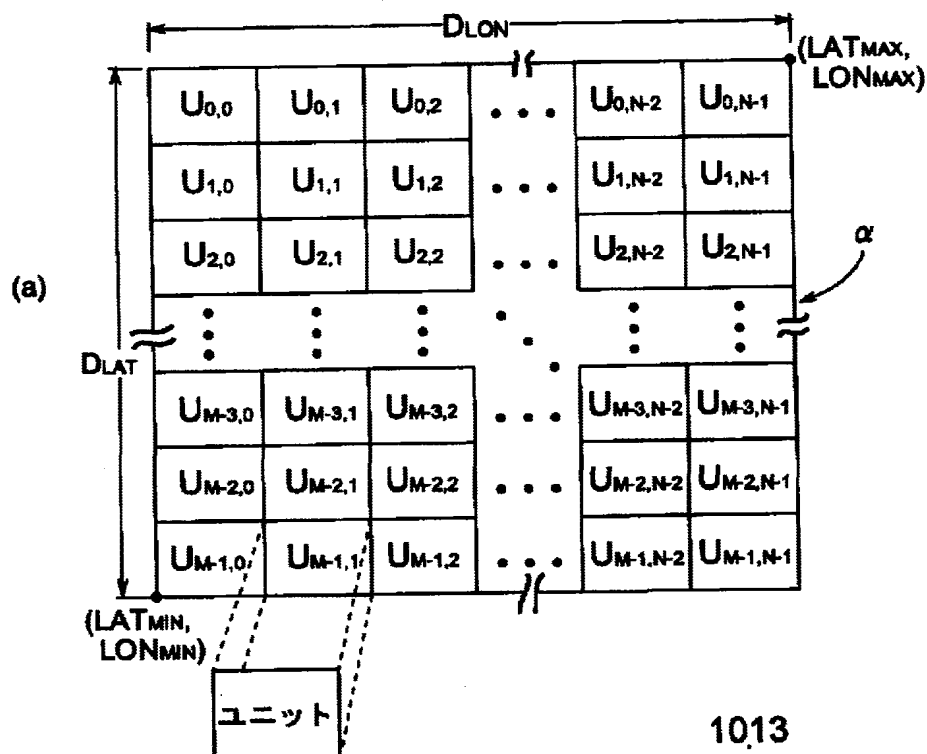 DLON
(LATMAX,
LONMAX)
U0,0 U0,1 U0,2 ••• U0,N-2 U0,N-1
U1,0 U1,1 U1,2 ••• U1,N-2 U1,N-1
α
U2,0 U2,1 U2,2 ••• U2,N-2 U2,N-1
(a)
DLAT
UM-3,0 UM-3,1 UM-3,2 ••• UM-3,N-2 UM-3,N-1
UM-2,0 UM-2,1 UM-2,2 ••• UM-2,N-2 UM-2,N-1
UM-1,0 UM-1,1 UM-1,2 ••• UM-1,N-2 UM-1,N-1
(LATMIN,
LONMIN)
ユニット
1013